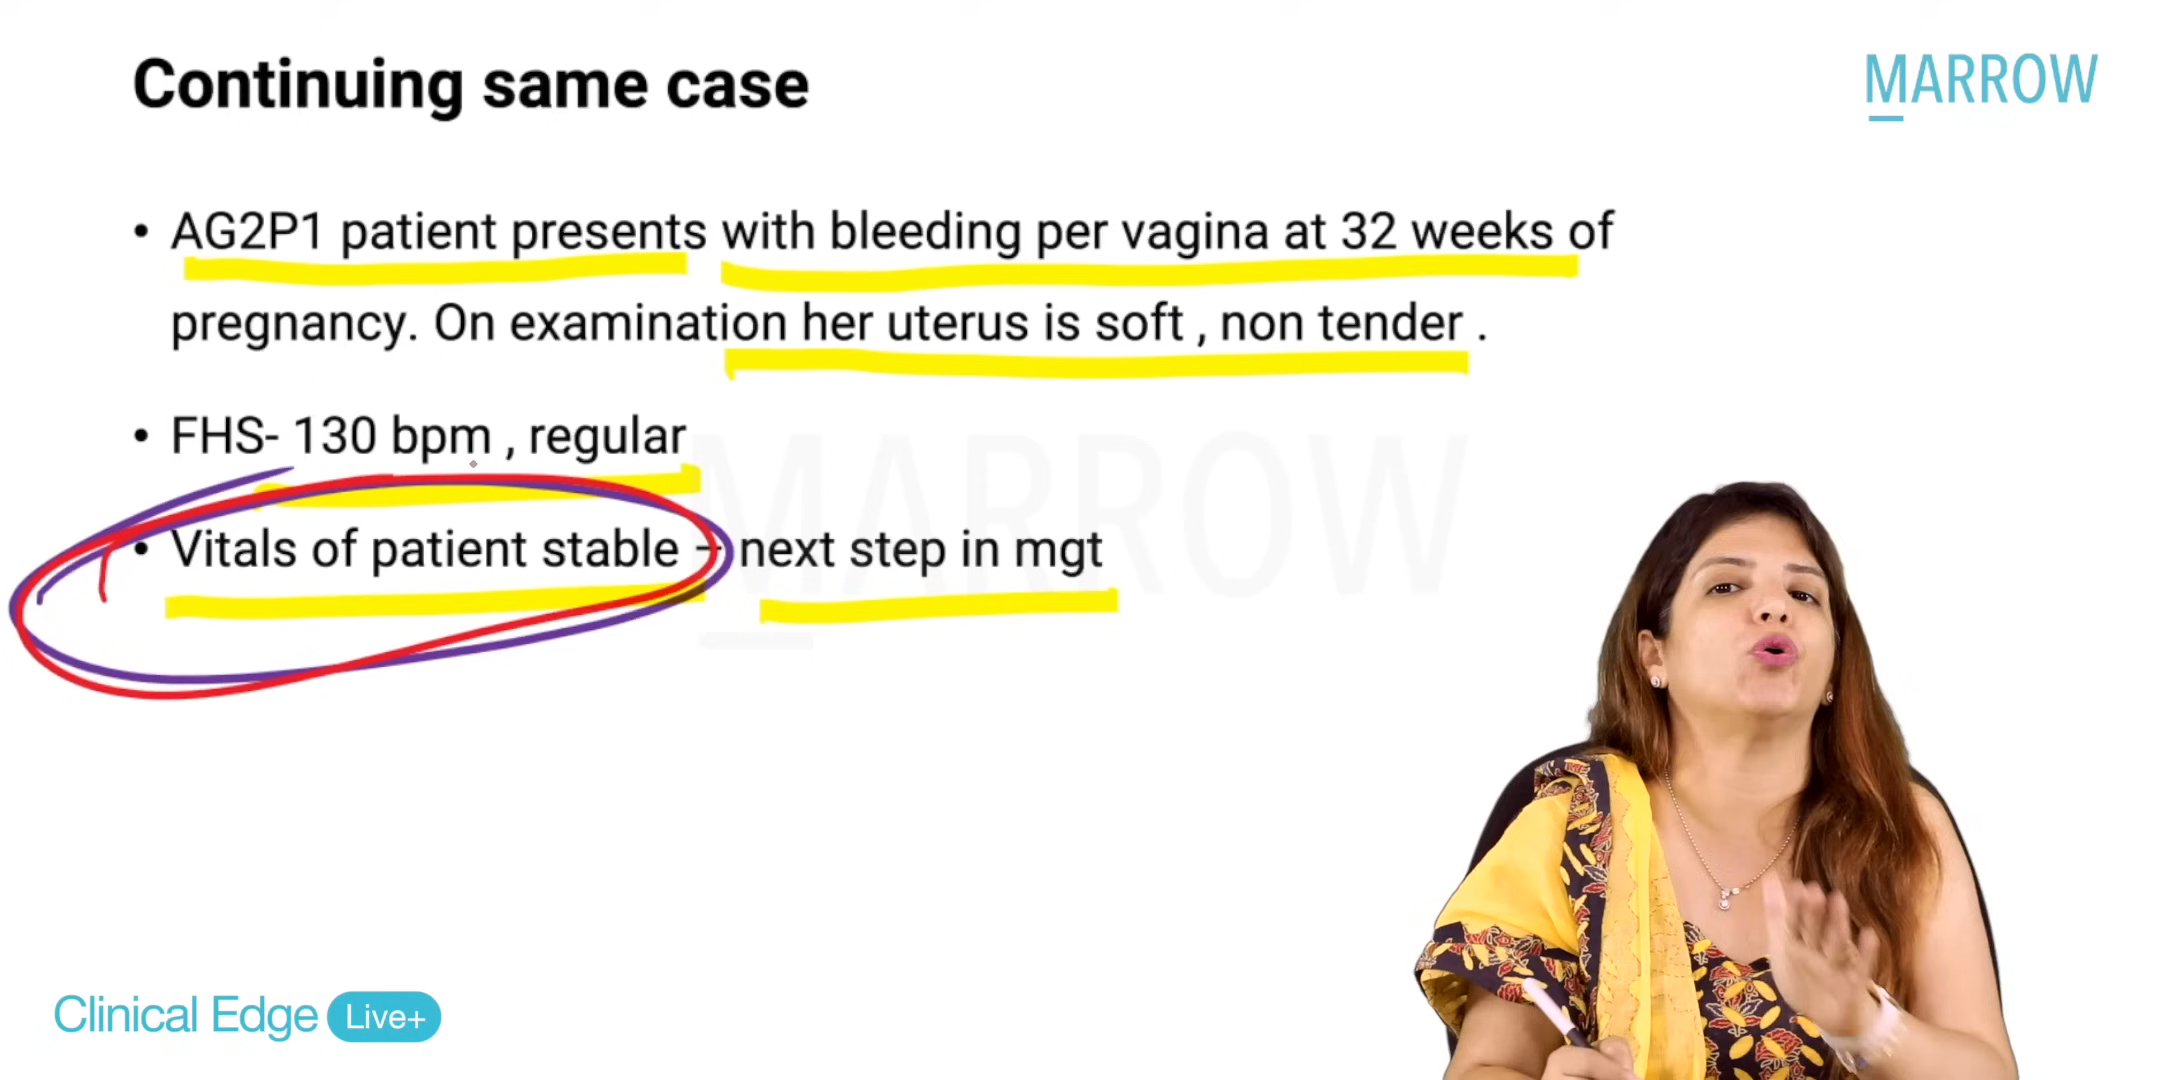 Continuing same case
MARROW
• AG2P1 patient presents with bleeding per vagina at 32 weeks of
pregnancy. On examination her uterus is soft , non tender .
• FHS- 130 bpm , regular
• Vitals of patient stable – next step in mgt
MARROW
Clinical Edge Live+